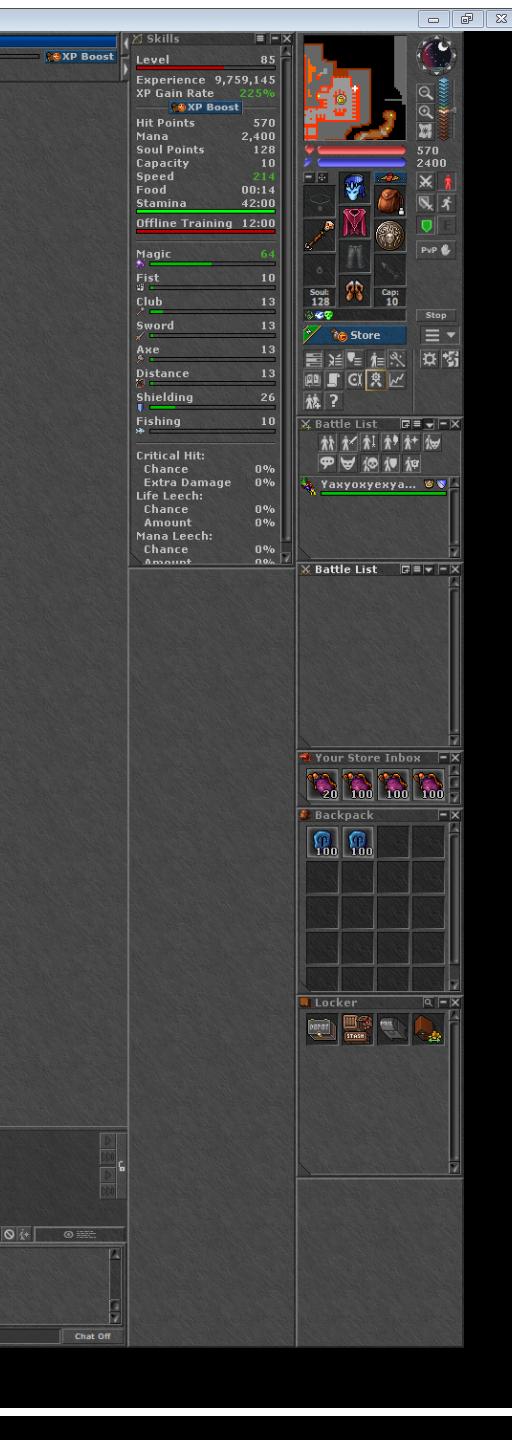 XP Boost
Skills
Level 85
Experience 9,759,145
XP Gain Rate 225%
XP Boost
Hit Points 570
Mana 2,400
Soul Points 128
Capacity 10
Speed 214
Food 00:14
Stamina 42:00
Offline Training 12:00
Magic 64
Fist 10
Club 13
Sword 13
Axe 13
Distance 13
Shielding 26
Fishing 10
Critical Hit:
Chance 0%
Extra Damage 0%
Life Leech:
Chance 0%
Amount 0%
Mana Leech:
Chance 0%
Amount 0%
570
2400
PvP
Soul:
128
Cap:
10
Stop
Store
?
Battle List
Yaxyoxyexya...
Battle List
Your Store Inbox
20 100 100 100
Backpack
100 100
Locker
DEPOT STASH MAIL
Chat Off